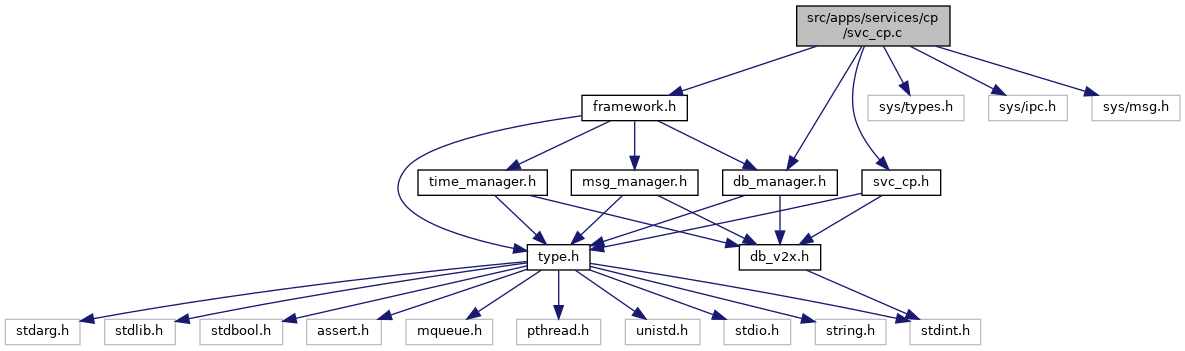 src/apps/services/cp
/svc_cp.c
framework.h
sys/types.h
sys/ipc.h
sys/msg.h
time_manager.h
msg_manager.h
db_manager.h
svc_cp.h
type.h
db_v2x.h
stdarg.h
stdlib.h
stdbool.h
assert.h
mqueue.h
pthread.h
unistd.h
stdio.h
string.h
stdint.h